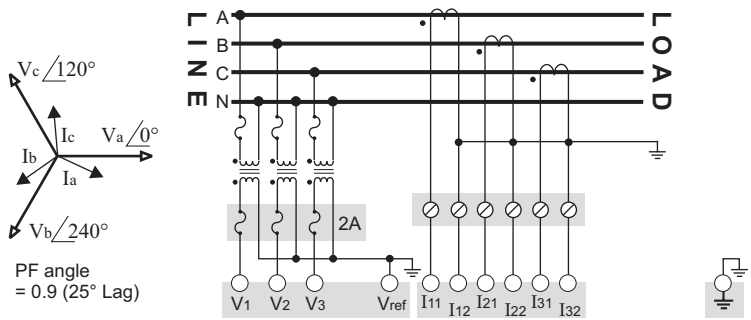 LINE
LOAD
A
B
C
N
Vc /120°
Ic
Va /0°
Ib
Ia
Vb /240°
PF angle
= 0.9 (25° Lag)
2A
V1
V2
V3
Vref
I11
I12
I21
I22
I31
I32